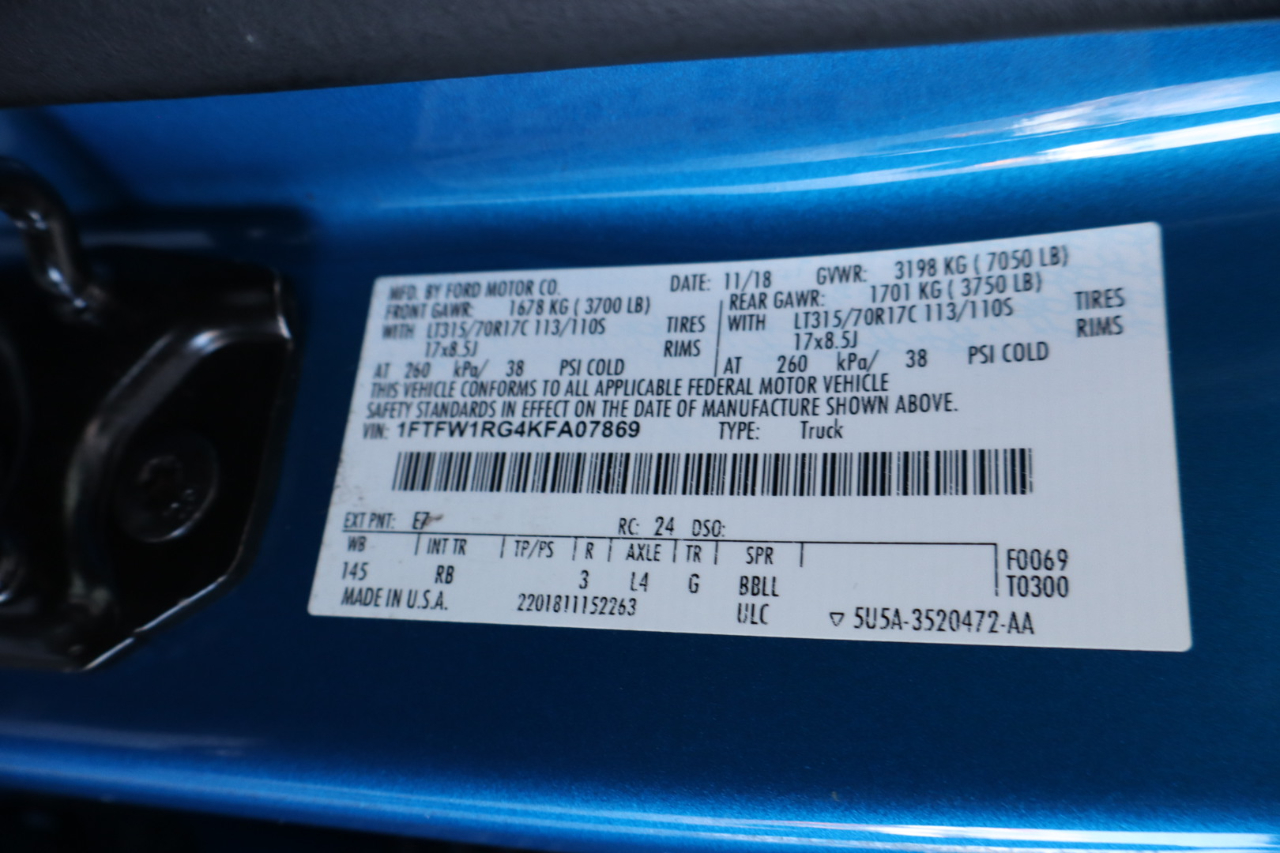 MFD. BY FORD MOTOR CO. DATE: 11/18 GVWR: 3198 KG ( 7050 LB)
FRONT GAWR: 1678 KG ( 3700 LB) REAR GAWR: 1701 KG ( 3750 LB)
WITH LT315/70R17C 113/110S TIRES WITH LT315/70R17C 113/110S TIRES
17x8.5J RIMS 17x8.5J RIMS
AT 260 kPa/ 38 PSI COLD AT 260 kPa/ 38 PSI COLD
THIS VEHICLE CONFORMS TO ALL APPLICABLE FEDERAL MOTOR VEHICLE
SAFETY STANDARDS IN EFFECT ON THE DATE OF MANUFACTURE SHOWN ABOVE.
VIN: 1FTFW1RG4KFA07869 TYPE: Truck
EXT PNT: E7 RC: 24 DSO:
WB INT TR TP/PS R AXLE TR SPR F0069
145 RB 3 L4 G BBLL T0300
MADE IN U.S.A. 2201811152263 ULC ▽ 5U5A-3520472-AA